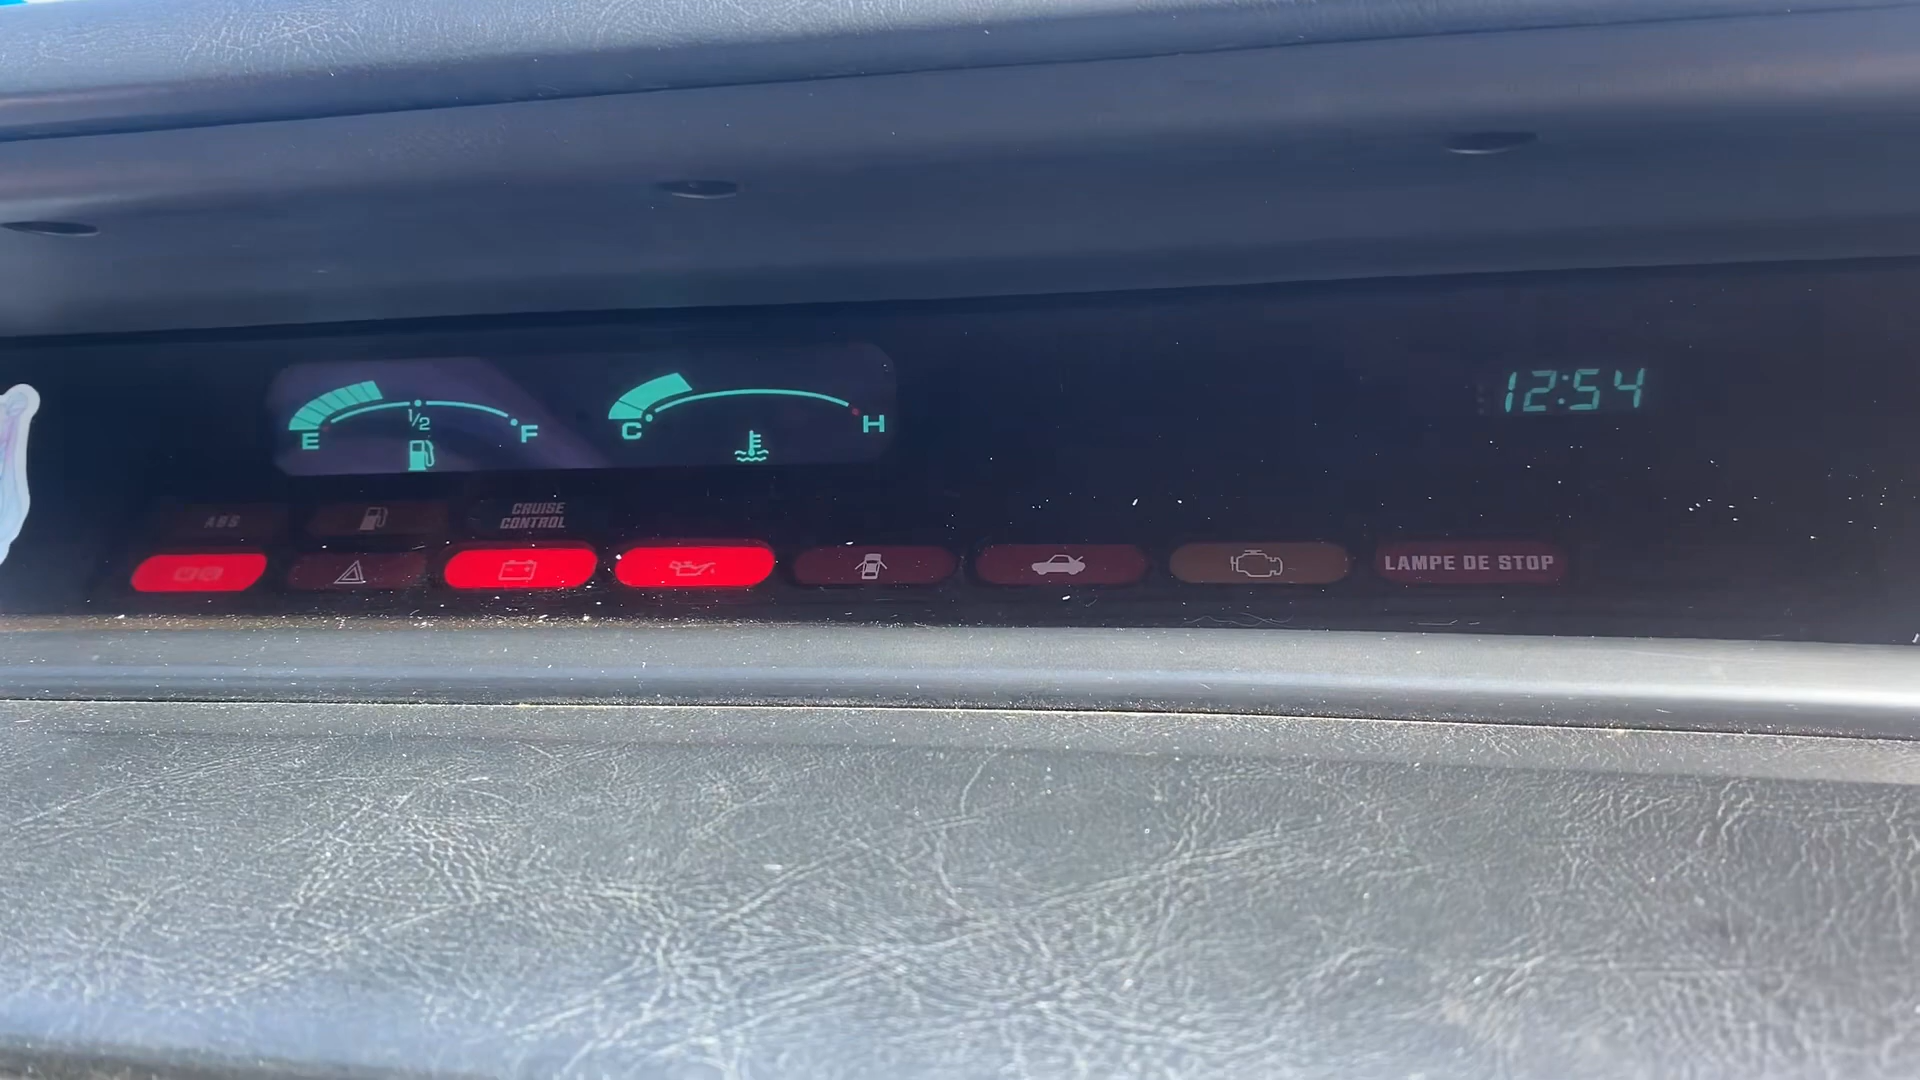 E 1/2 F
C H
12:54
ABS
CRUISE
CONTROL
LAMPE DE STOP